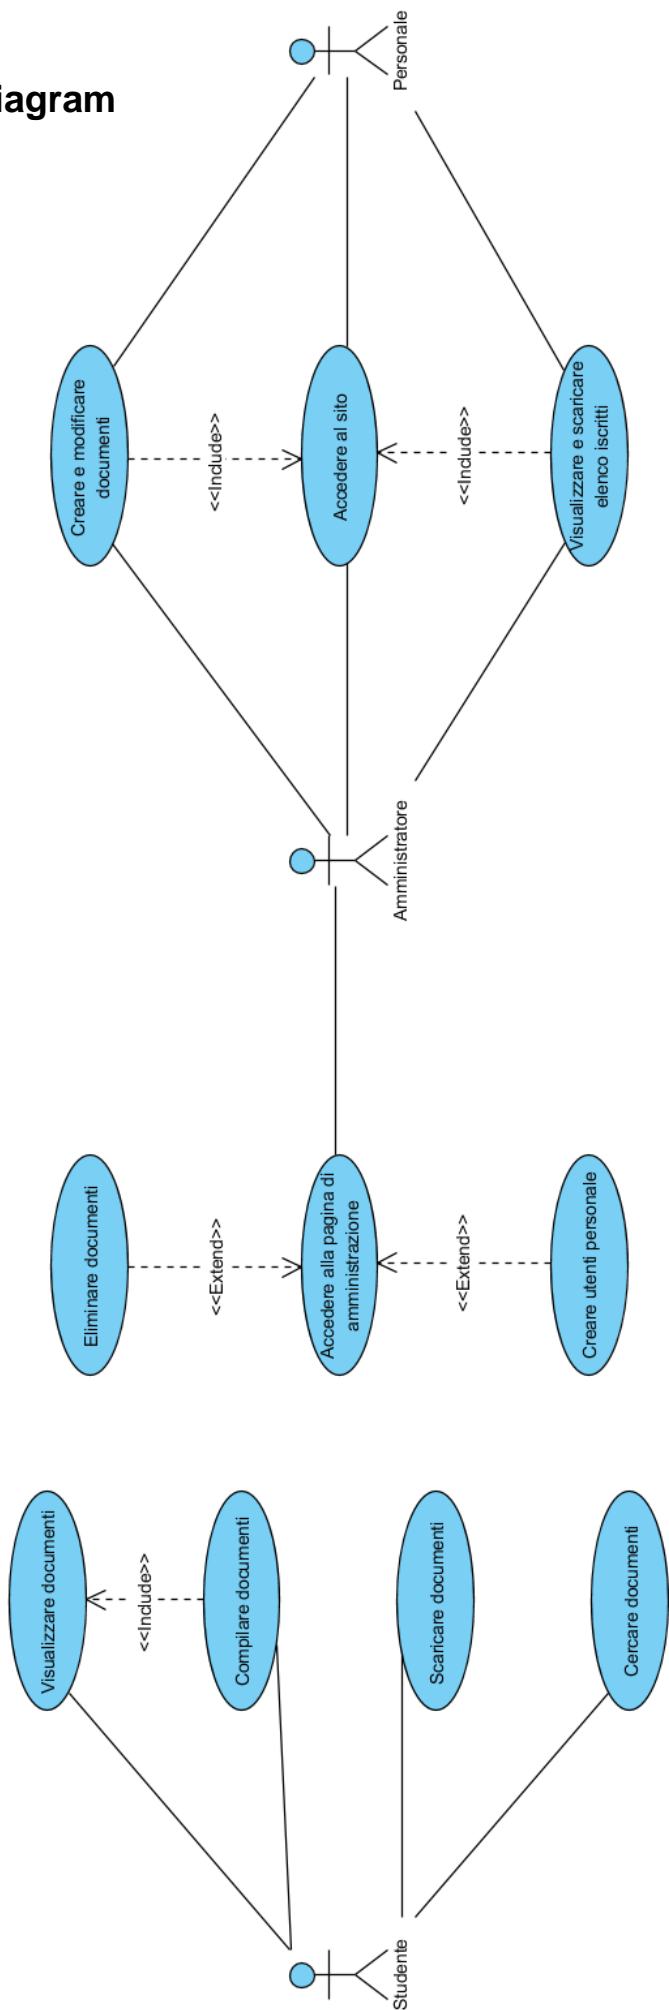 iagram
Personale
Creare e modificare
documenti
<<Include>>
Accedere al sito
<<Include>>
Visualizzare e scaricare
elenco iscritti
Amministratore
Eliminare documenti
<<Extend>>
Accedere alla pagina di
amministrazione
<<Extend>>
Creare utenti personale
Visualizzare documenti
<<Include>>
Compilare documenti
Scaricare documenti
Cercare documenti
Studente